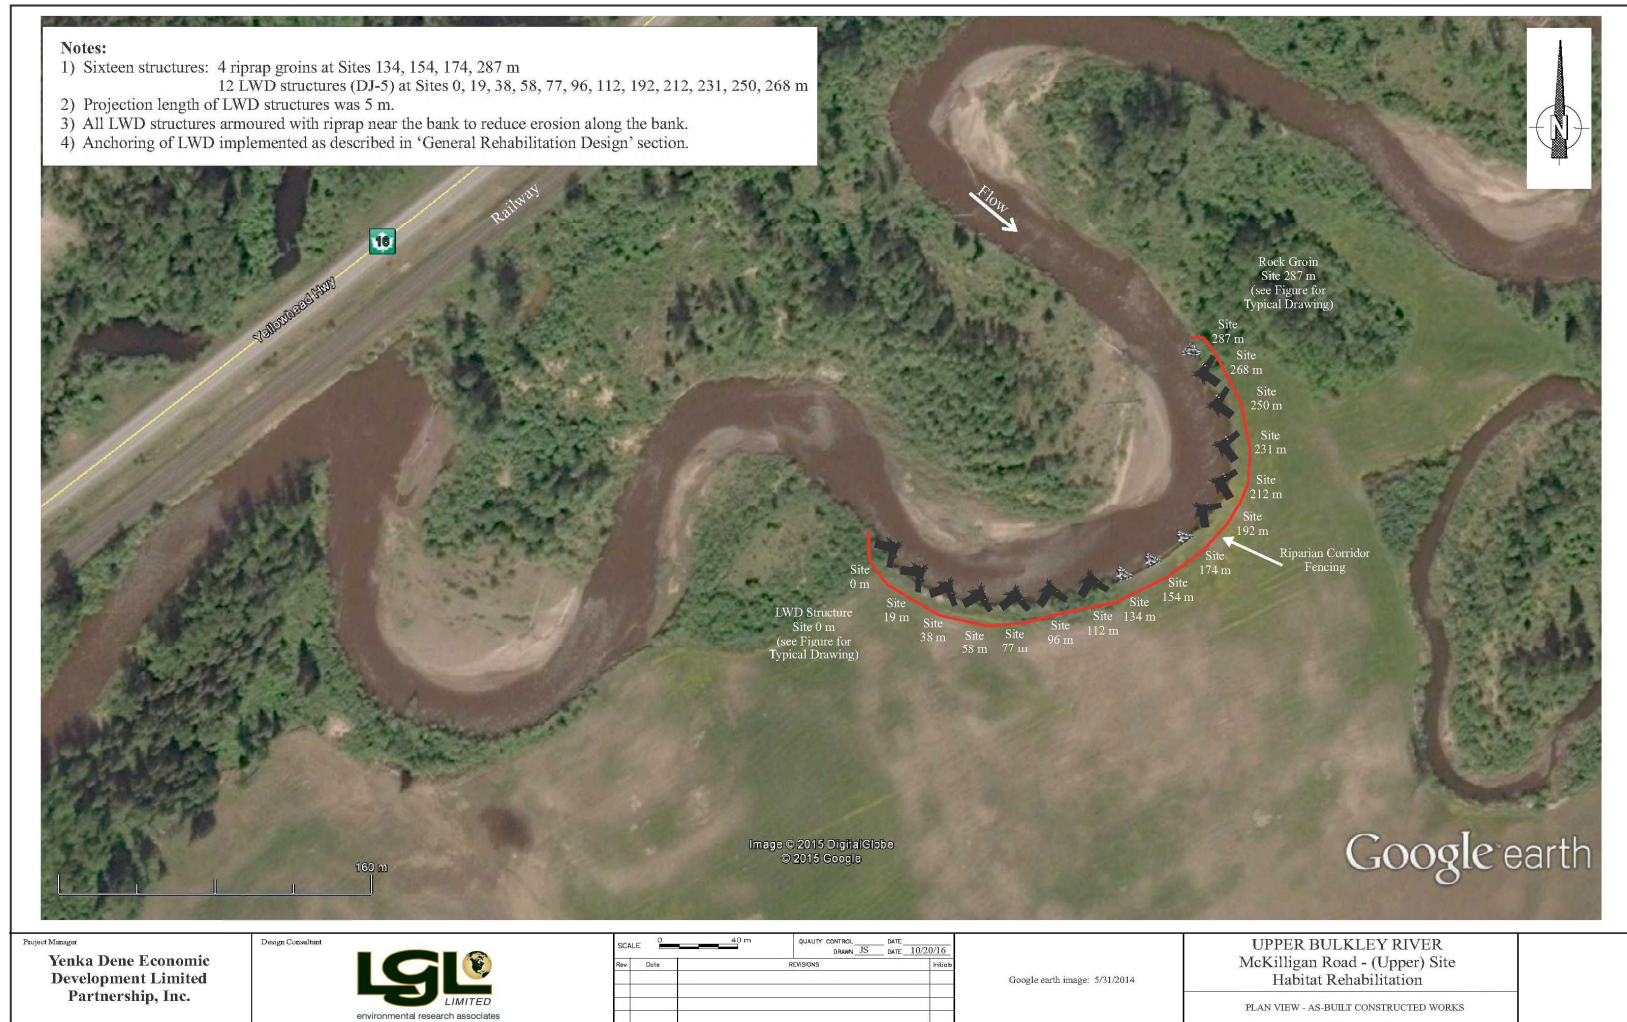 Notes:
1) Sixteen structures: 4 riprap groins at Sites 134, 154, 174, 287 m
12 LWD structures (DJ-5) at Sites 0, 19, 38, 58, 77, 96, 112, 192, 212, 231, 250, 268 m
2) Projection length of LWD structures was 5 m.
3) All LWD structures armoured with riprap near the bank to reduce erosion along the bank.
4) Anchoring of LWD implemented as described in ‘General Rehabilitation Design’ section.
N
Railway
16
Yellowhead Hwy
Flow
Rock Groin
Site 287 m
(see Figure for
Typical Drawing)
Site
287 m
Site
268 m
Site
250 m
Site
231 m
Site
212 m
Site
192 m
Riparian Corridor
Fencing
Site
174 m
Site
154 m
Site
134 m
Site
112 m
Site
96 m
Site
77 m
Site
58 m
Site
38 m
Site
19 m
Site
0 m
LWD Structure
Site 0 m
(see Figure for
Typical Drawing)
Image © 2015 DigitalGlobe
© 2015 Google
Google earth
160 m
Project Manager
Yenka Dene Economic
Development Limited
Partnership, Inc.
Design Consultant
LGL
LIMITED
environmental research associates
SCALE 0 40 m
QUALITY CONTROL DATE
DRAWN JS DATE 10/20/16
Rev Date REVISIONS Initials
Google earth image: 5/31/2014
UPPER BULKLEY RIVER
McKilligan Road - (Upper) Site
Habitat Rehabilitation
PLAN VIEW - AS-BUILT CONSTRUCTED WORKS